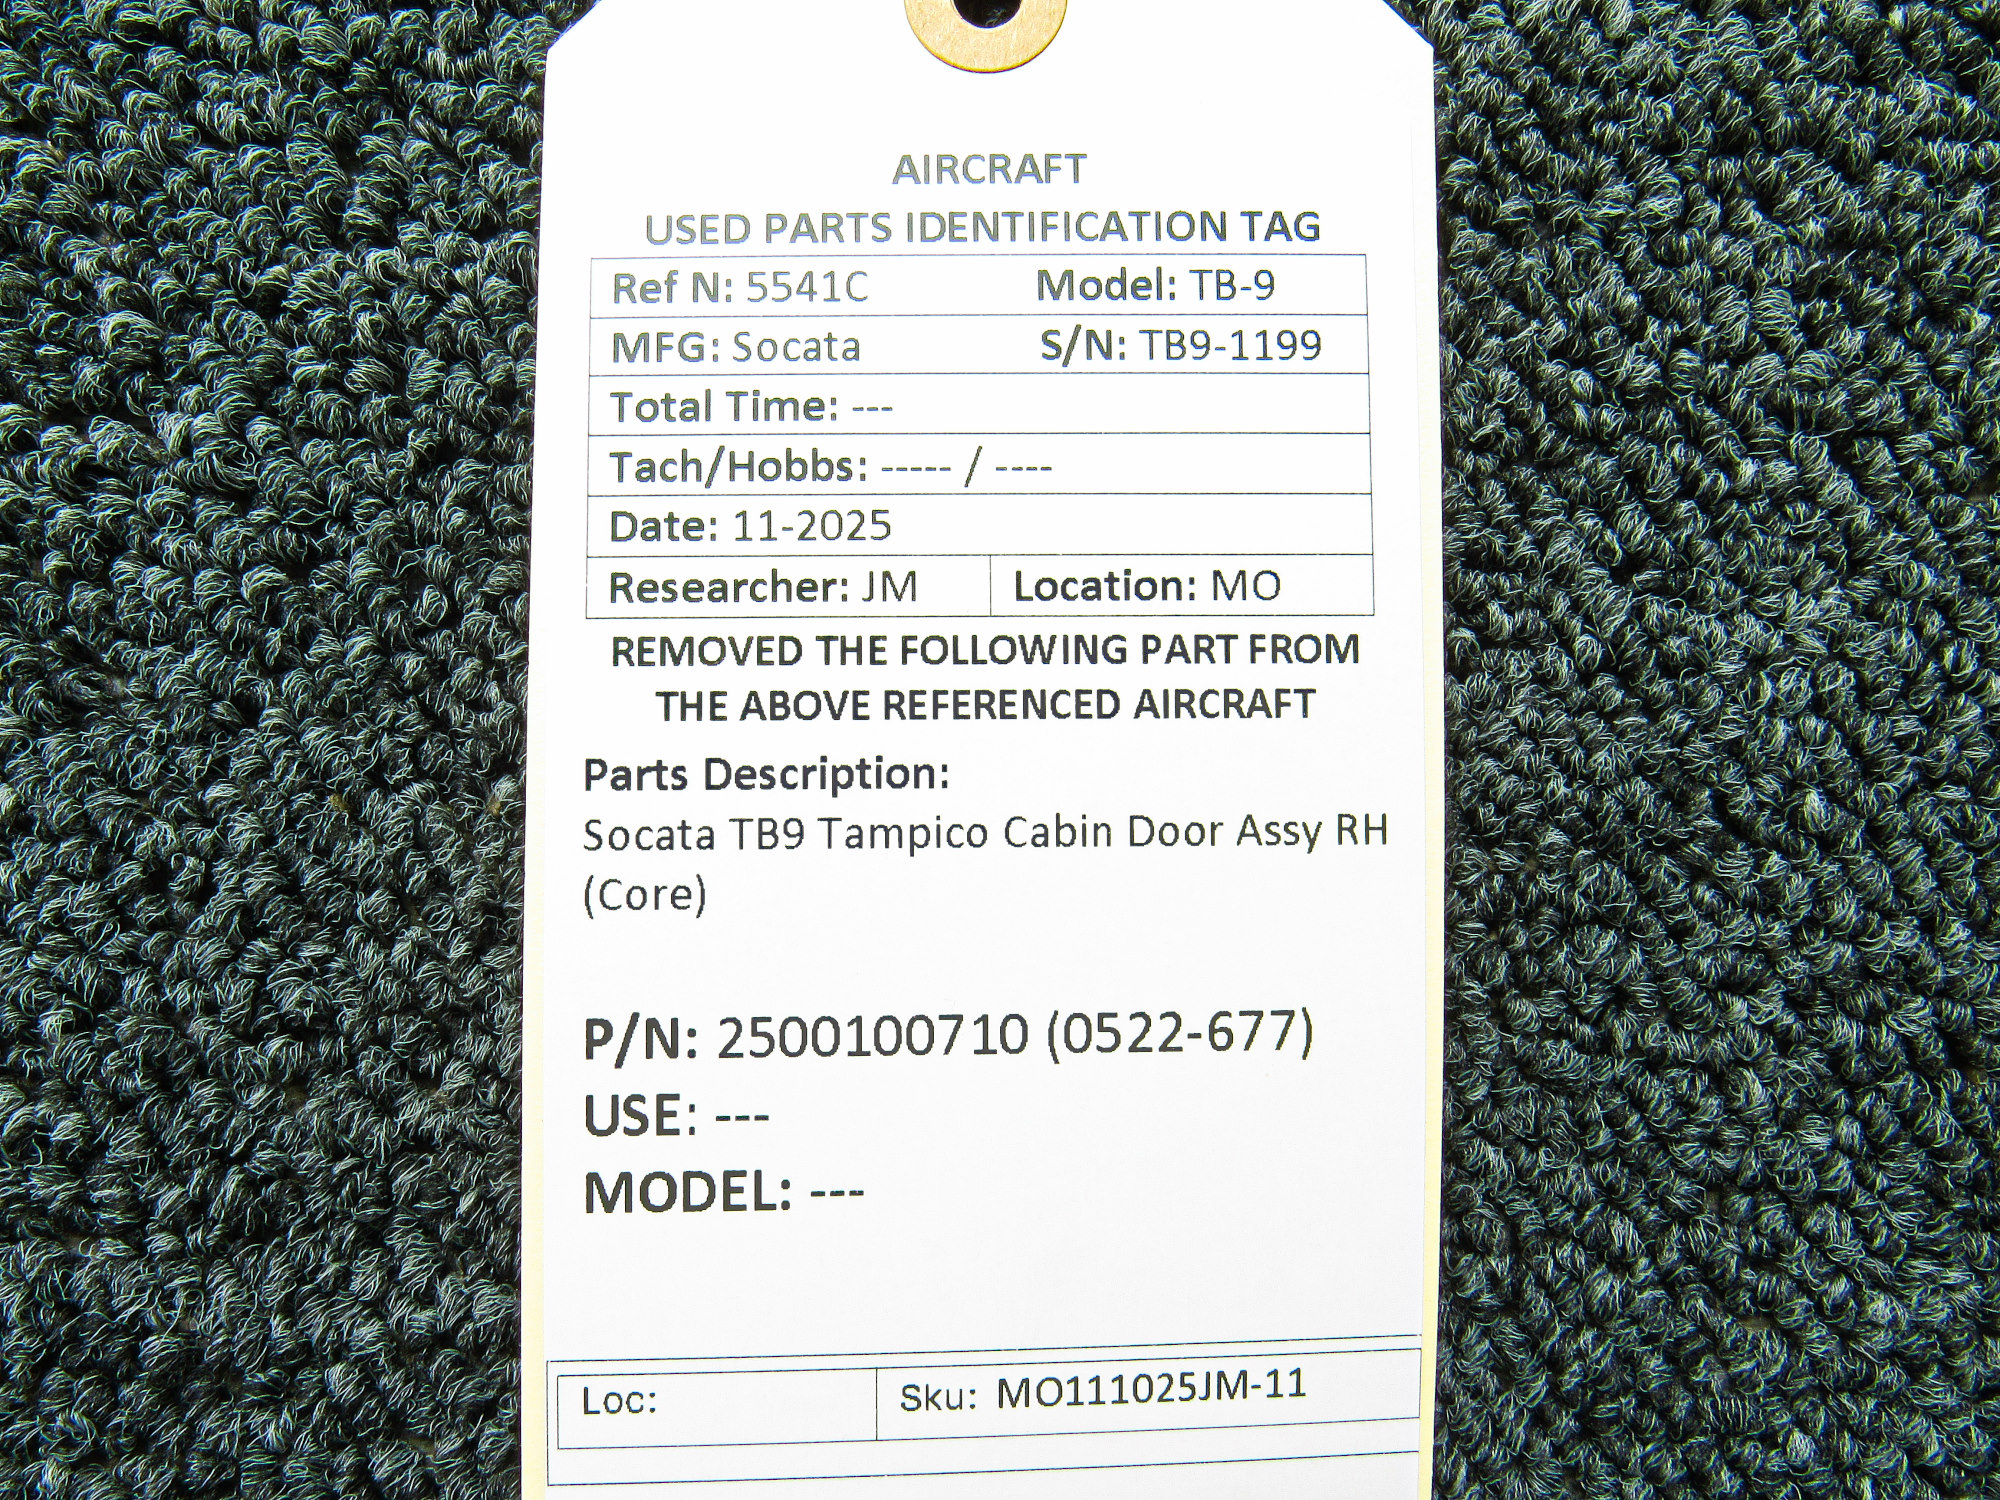 AIRCRAFT
USED PARTS IDENTIFICATION TAG
Ref N: 5541C Model: TB-9
MFG: Socata S/N: TB9-1199
Total Time: ---
Tach/Hobbs: ----- / ----
Date: 11-2025
Researcher: JM Location: MO
REMOVED THE FOLLOWING PART FROM
THE ABOVE REFERENCED AIRCRAFT
Parts Description:
Socata TB9 Tampico Cabin Door Assy RH
(Core)
P/N: 2500100710 (0522-677)
USE: ---
MODEL: ---
Loc: Sku: MO111025JM-11